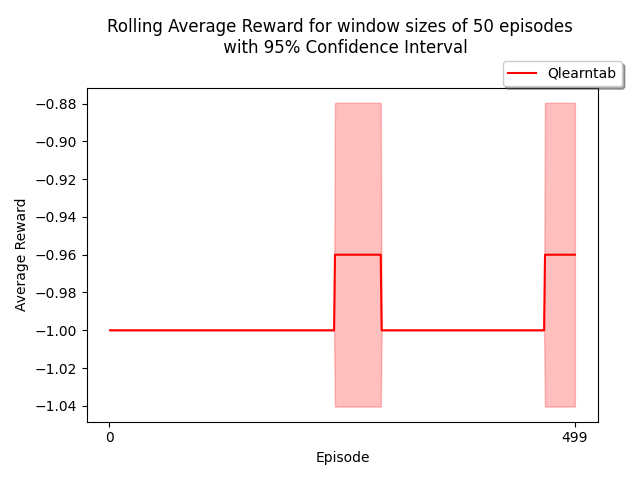 Rolling Average Reward for window sizes of 50 episodes
with 95% Confidence Interval
Qlearntab
Average Reward
−0.88
−0.90
−0.92
−0.94
−0.96
−0.98
−1.00
−1.02
−1.04
0
499
Episode